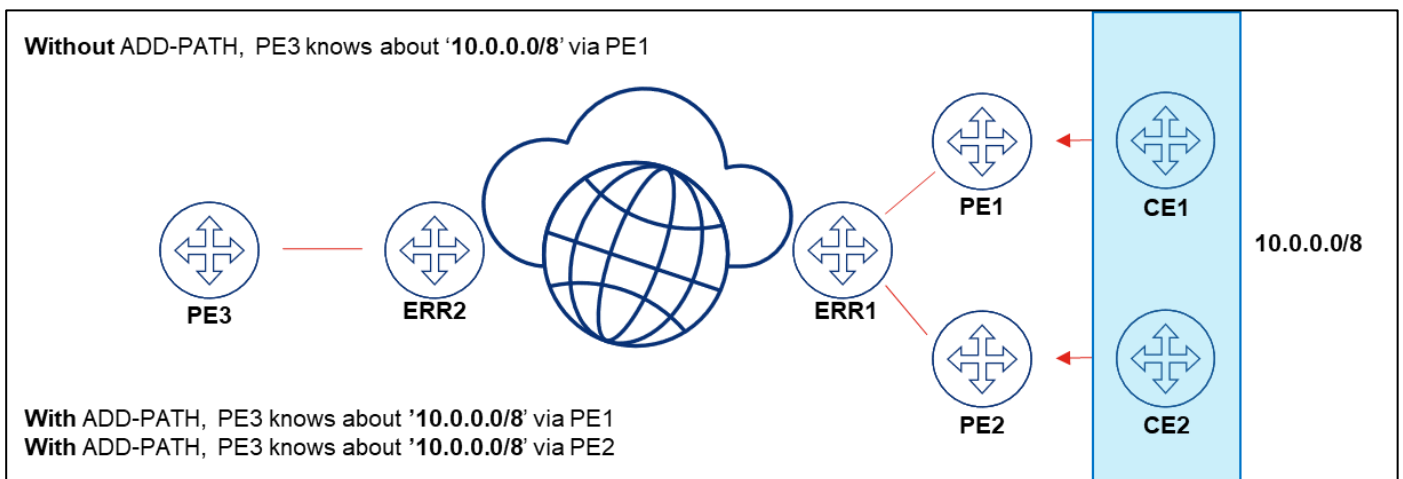 Without ADD-PATH, PE3 knows about ‘10.0.0.0/8’ via PE1
PE1
CE1
10.0.0.0/8
PE3
ERR2
ERR1
PE2
CE2
With ADD-PATH, PE3 knows about ’10.0.0.0/8’ via PE1
With ADD-PATH, PE3 knows about ’10.0.0.0/8’ via PE2